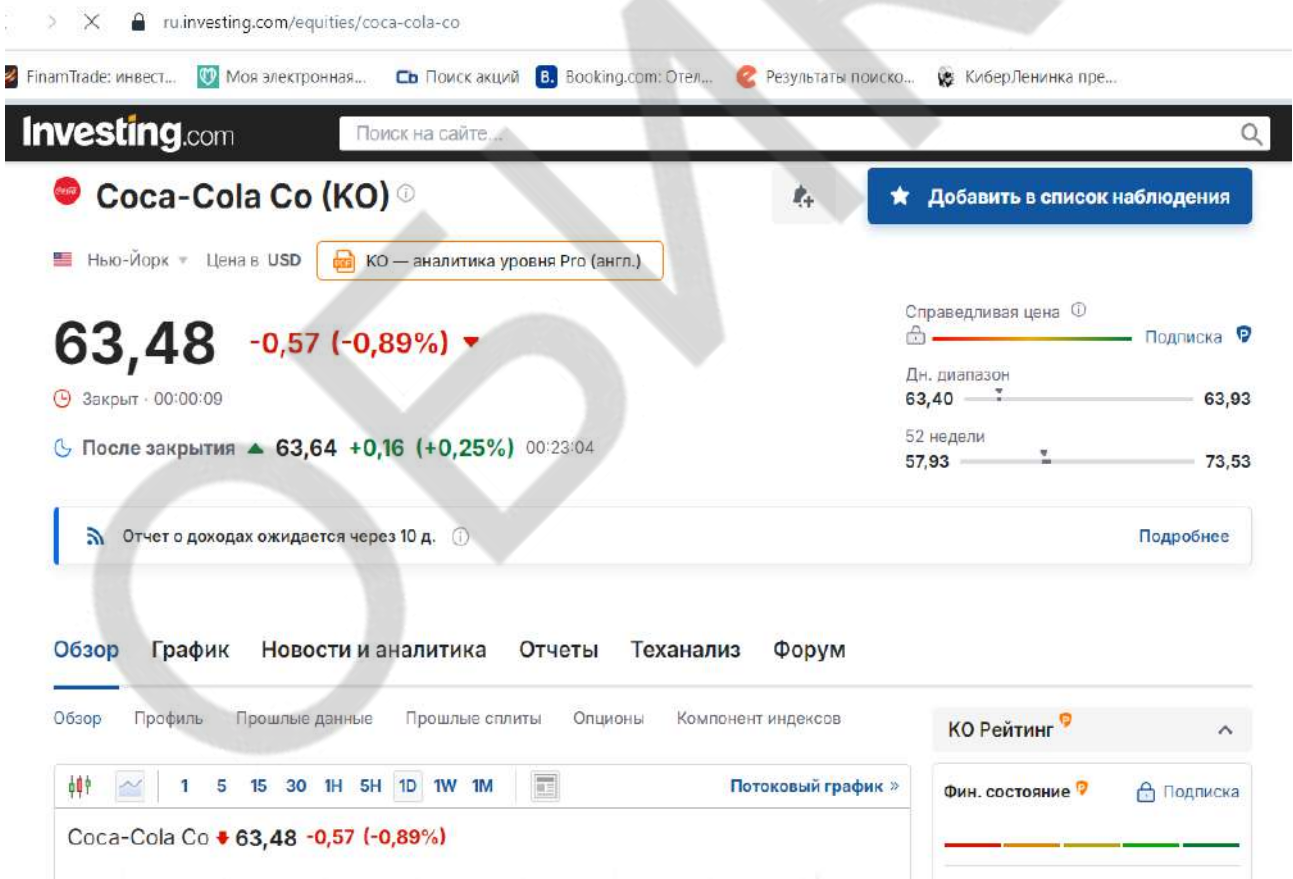 ru.investing.com/equities/coca-cola-co
FinamTrade: инвест... Моя электронная... Cb Поиск акций B. Booking.com: Отел... Результаты поиско... КиберЛенинка пре...
Investing.com Поиск на сайте...
Coca-Cola Co (KO) Добавить в список наблюдения
Нью-Йорк Цена в USD PDF KO — аналитика уровня Pro (англ.)
Справедливая цена
63,48 -0,57 (-0,89%) Подписка
Дн. диапазон
Закрыт · 00:00:09 63,40 63,93
52 недели
После закрытия 63,64 +0,16 (+0,25%) 00:23:04 57,93 73,53
Отчет о доходах ожидается через 10 д. Подробнее
Обзор График Новости и аналитика Отчеты Теханализ Форум
Обзор Профиль Прошлые данные Прошлые сплиты Опционы Компонент индексов
KO Рейтинг
1 5 15 30 1H 5H 1D 1W 1M Потоковый график »
Фин. состояние Подписка
Coca-Cola Co 63,48 -0,57 (-0,89%)